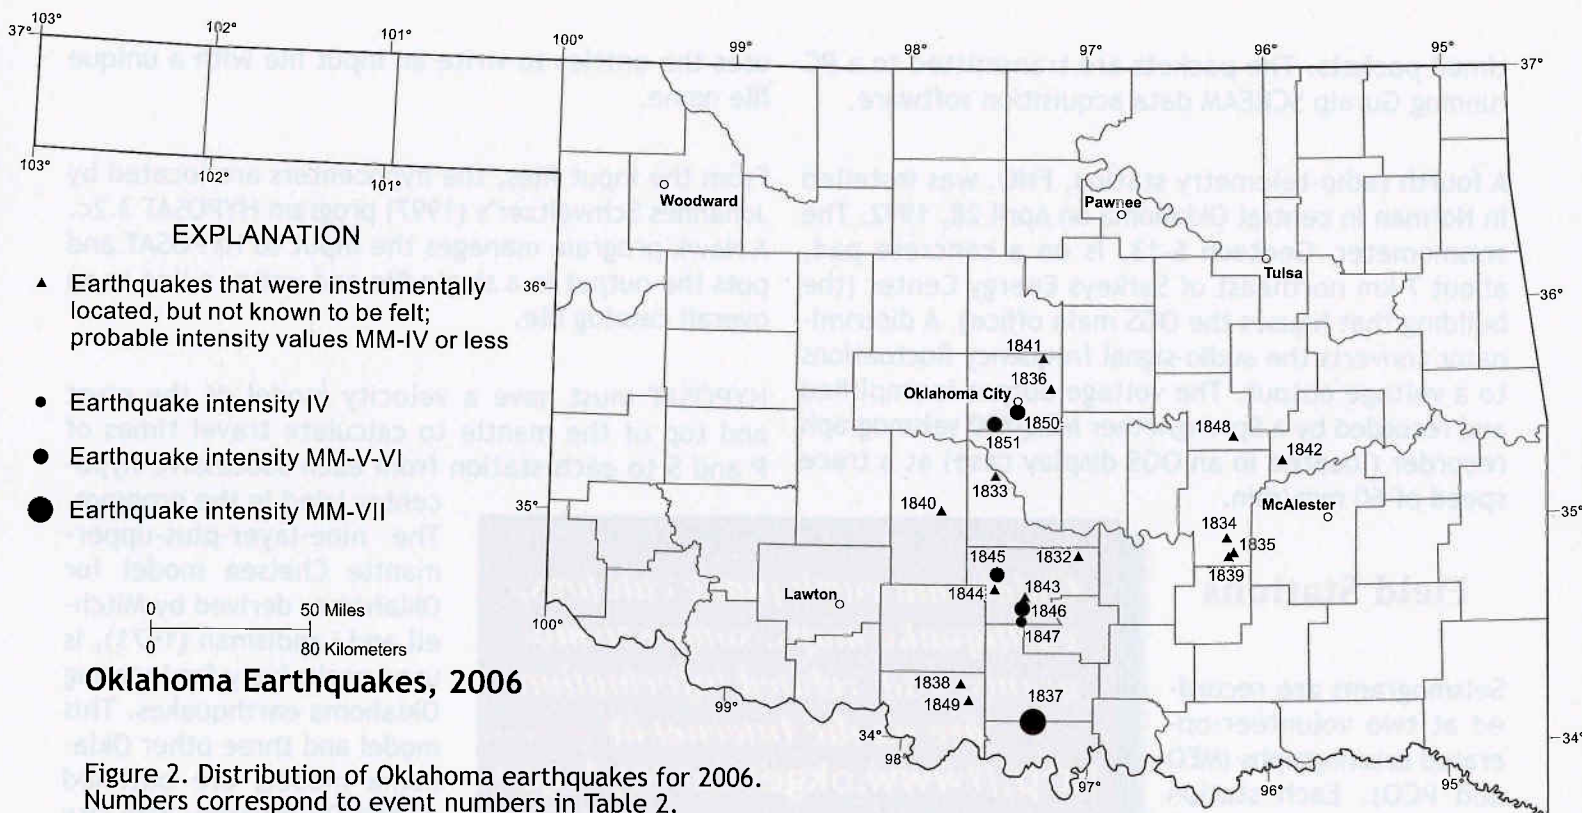 103°
102°
101°
100°
99°
98°
97°
96°
95°
37°
37°
103°
102°
101°
Woodward
Pawnee
Tulsa
EXPLANATION
Earthquakes that were instrumentally
located, but not known to be felt;
probable intensity values MM-IV or less
Earthquake intensity IV
Earthquake intensity MM-V-VI
Earthquake intensity MM-VII
36°
36°
1841
1836
Oklahoma City
1850
1851
1848
1842
1833
1840
McAlester
35°
35°
1834
1835
1839
1845
1832
1844
1843
1846
1847
Lawton
0 50 Miles
0 80 Kilometers
100°
1838
1849
1837
99°
34°
34°
98°
97°
96°
95°
Oklahoma Earthquakes, 2006
Figure 2. Distribution of Oklahoma earthquakes for 2006.
Numbers correspond to event numbers in Table 2.